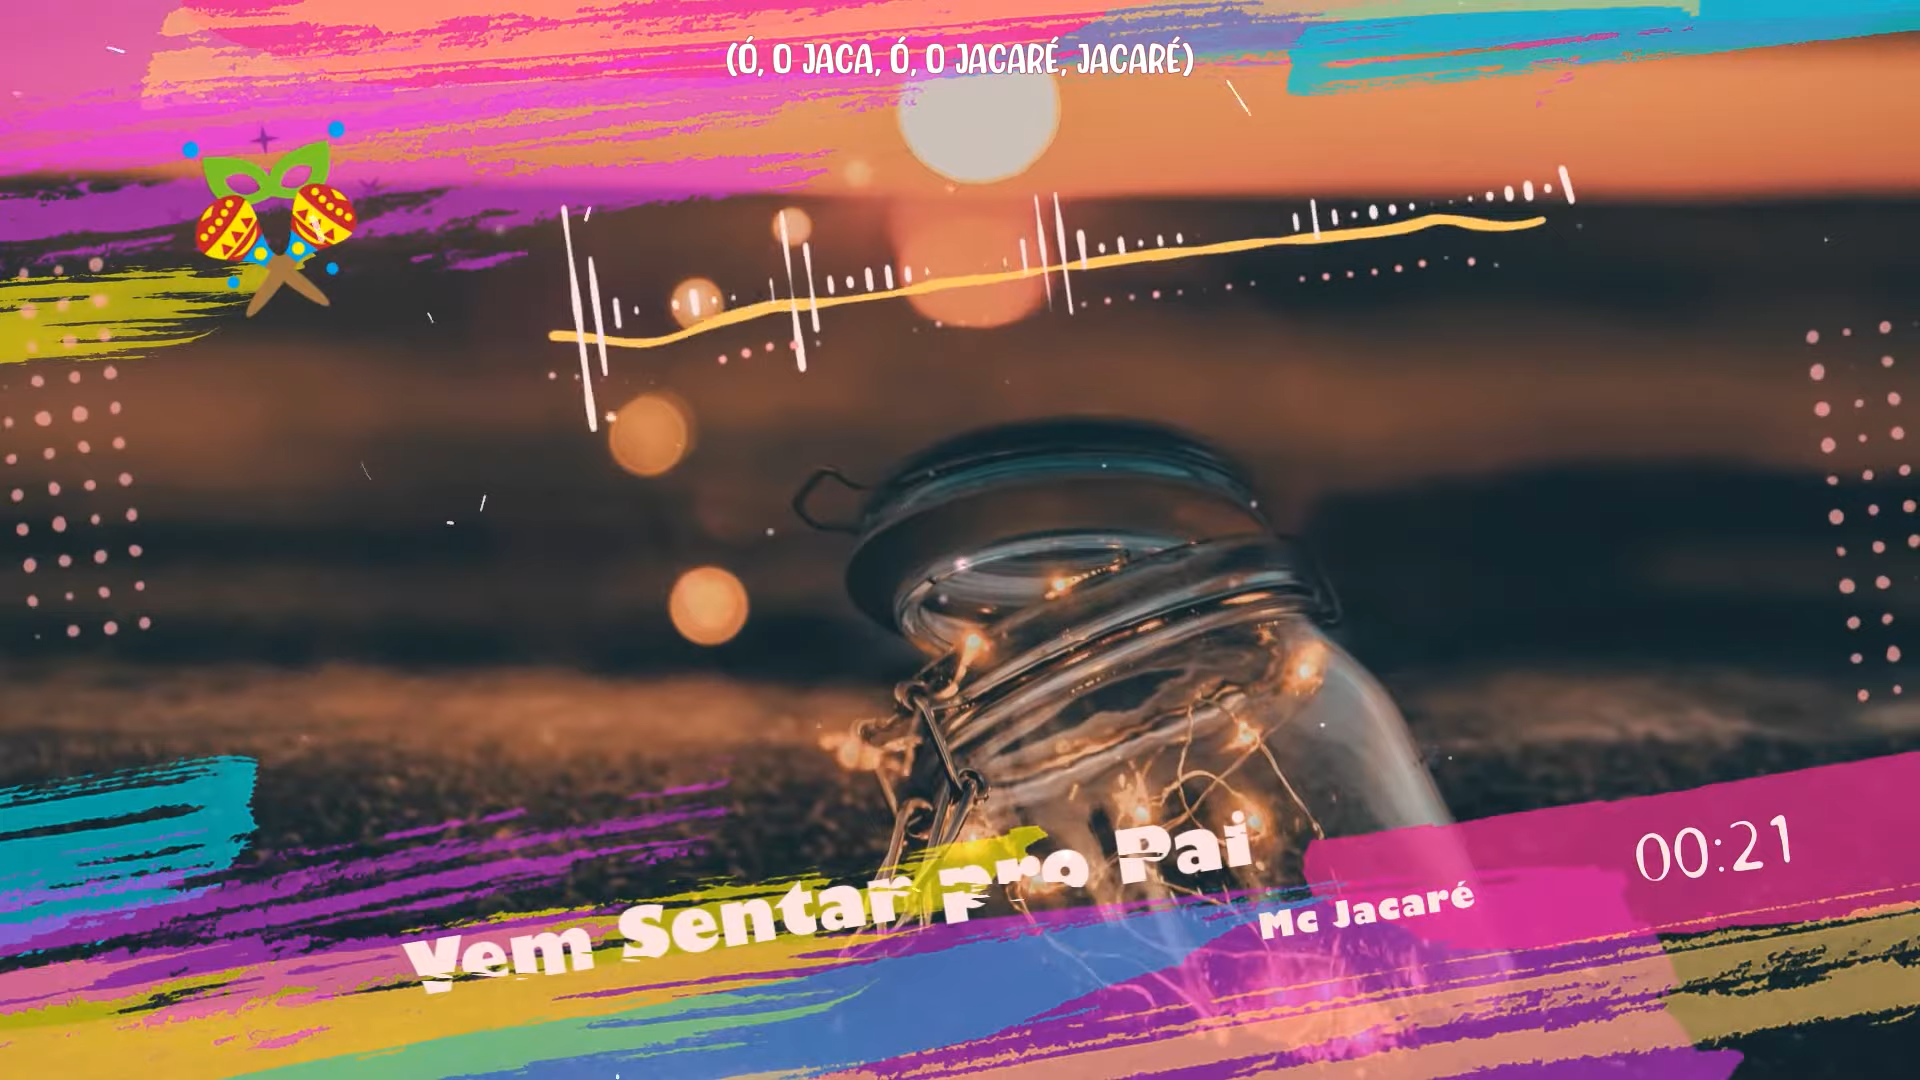 (Ó, O JACA, Ó, O JACARÉ, JACARÉ)
Vem Sentar pro Pai
Mc Jacaré
00:21